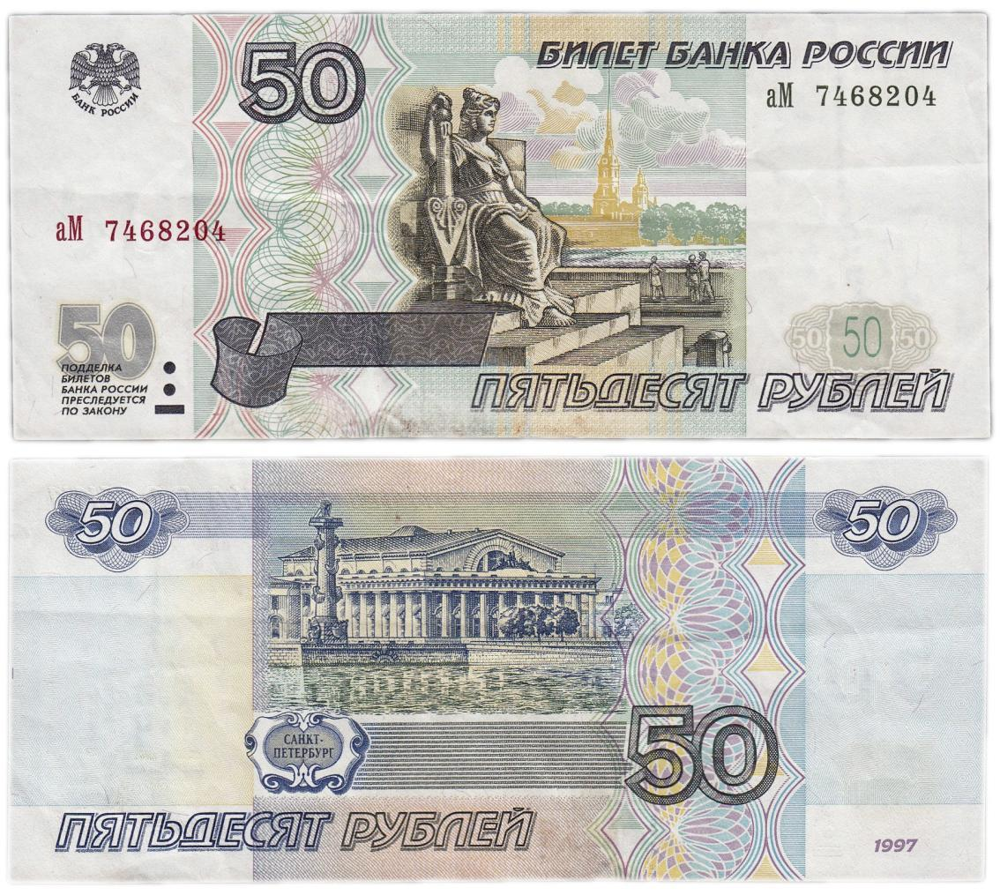 БАНК РОССИИ
50
БИЛЕТ БАНКА РОССИИ
аМ 7468204
аМ 7468204
50
ПОДДЕЛКА
БИЛЕТОВ
БАНКА РОССИИ
ПРЕСЛЕДУЕТСЯ
ПО ЗАКОНУ
50 50 50
ПЯТЬДЕСЯТ РУБЛЕЙ
50
50
САНКТ-
ПЕТЕРБУРГ
50
ПЯТЬДЕСЯТ РУБЛЕЙ
1997